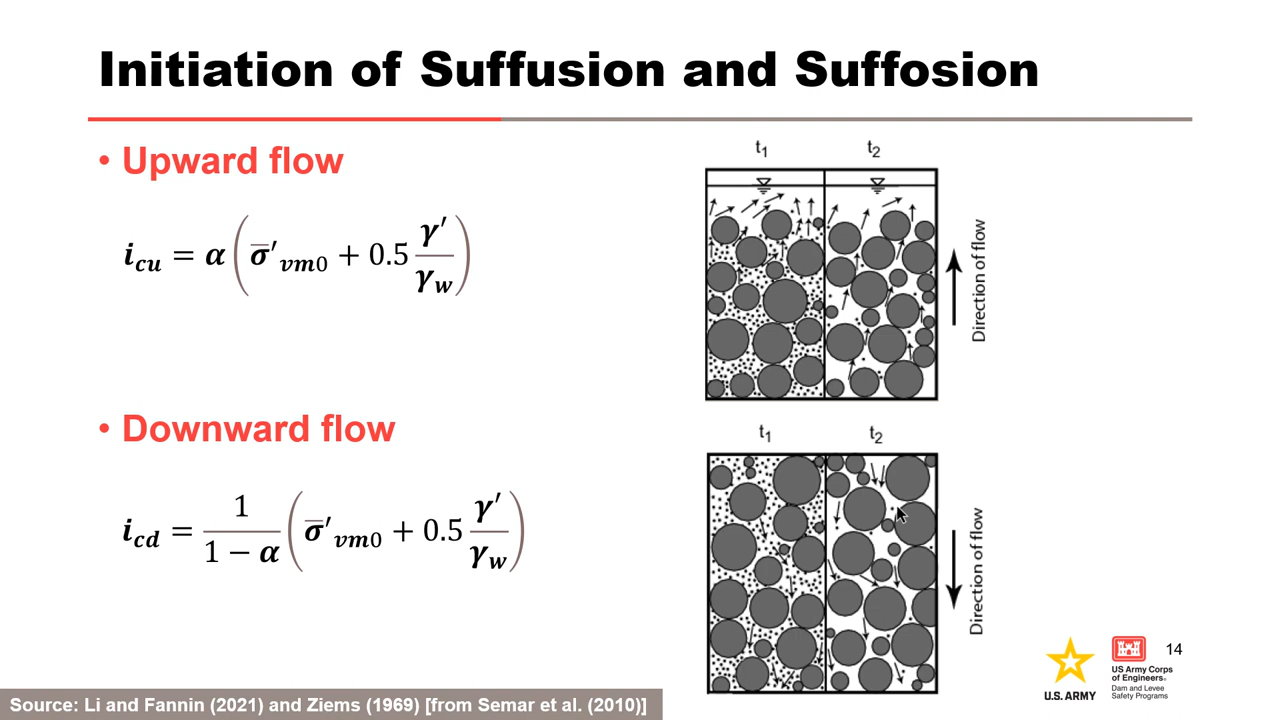 Initiation of Suffusion and Suffosion
• Upward flow
i_cu = α ( σ̅′_vm0 + 0.5 γ′/γ_w )
t₁ t₂
Direction of flow
• Downward flow
i_cd = 1/(1 − α) ( σ̅′_vm0 + 0.5 γ′/γ_w )
t₁ t₂
Direction of flow
U.S. ARMY
US Army Corps
of Engineers®
Dam and Levee
Safety Programs
14
Source: Li and Fannin (2021) and Ziems (1969) [from Semar et al. (2010)]